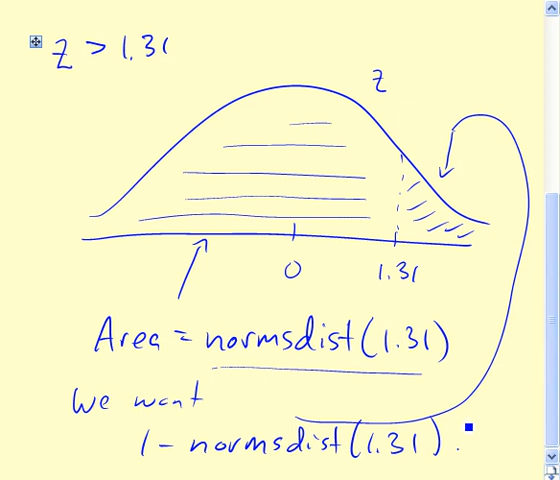 z > 1.31
z
0 1.31
Area = normsdist(1.31)
We want
1 - normsdist(1.31).